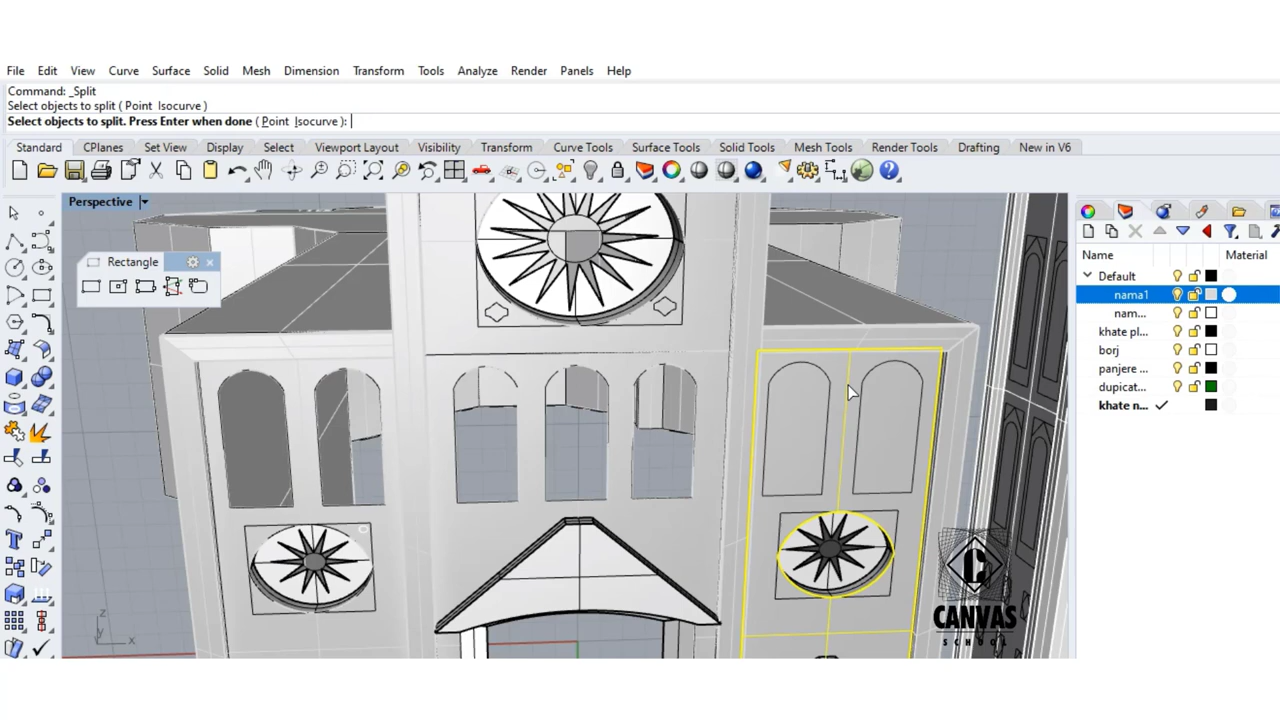 File Edit View Curve Surface Solid Mesh Dimension Transform Tools Analyze Render Panels Help
Command: _Split
Select objects to split ( Point Isocurve )
Select objects to split. Press Enter when done ( Point Isocurve ):
Standard CPlanes Set View Display Select Viewport Layout Visibility Transform Curve Tools Surface Tools Solid Tools Mesh Tools Render Tools Drafting New in V6
Perspective
Rectangle
Name Material
Default
nama1
nam...
khate pl...
borj
panjere ...
dupicat...
khate n...
z
y
x
C
CANVAS
SCHOOL